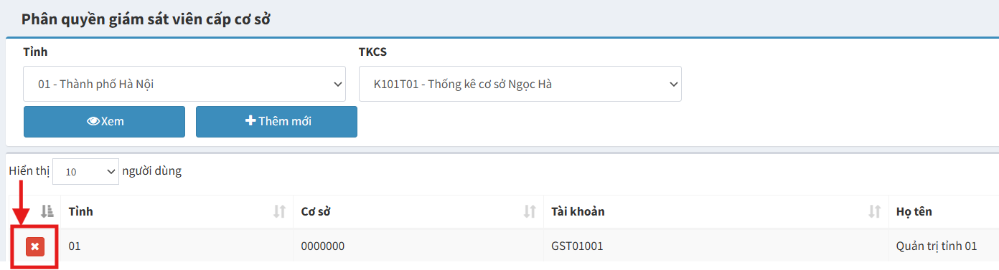 Phân quyền giám sát viên cấp cơ sở
Tỉnh TKCS
01 - Thành phố Hà Nội K101T01 - Thống kê cơ sở Ngọc Hà
Xem Thêm mới
Hiển thị 10 người dùng
Tỉnh Cơ sở Tài khoản Họ tên
01 0000000 GST01001 Quản trị tỉnh 01